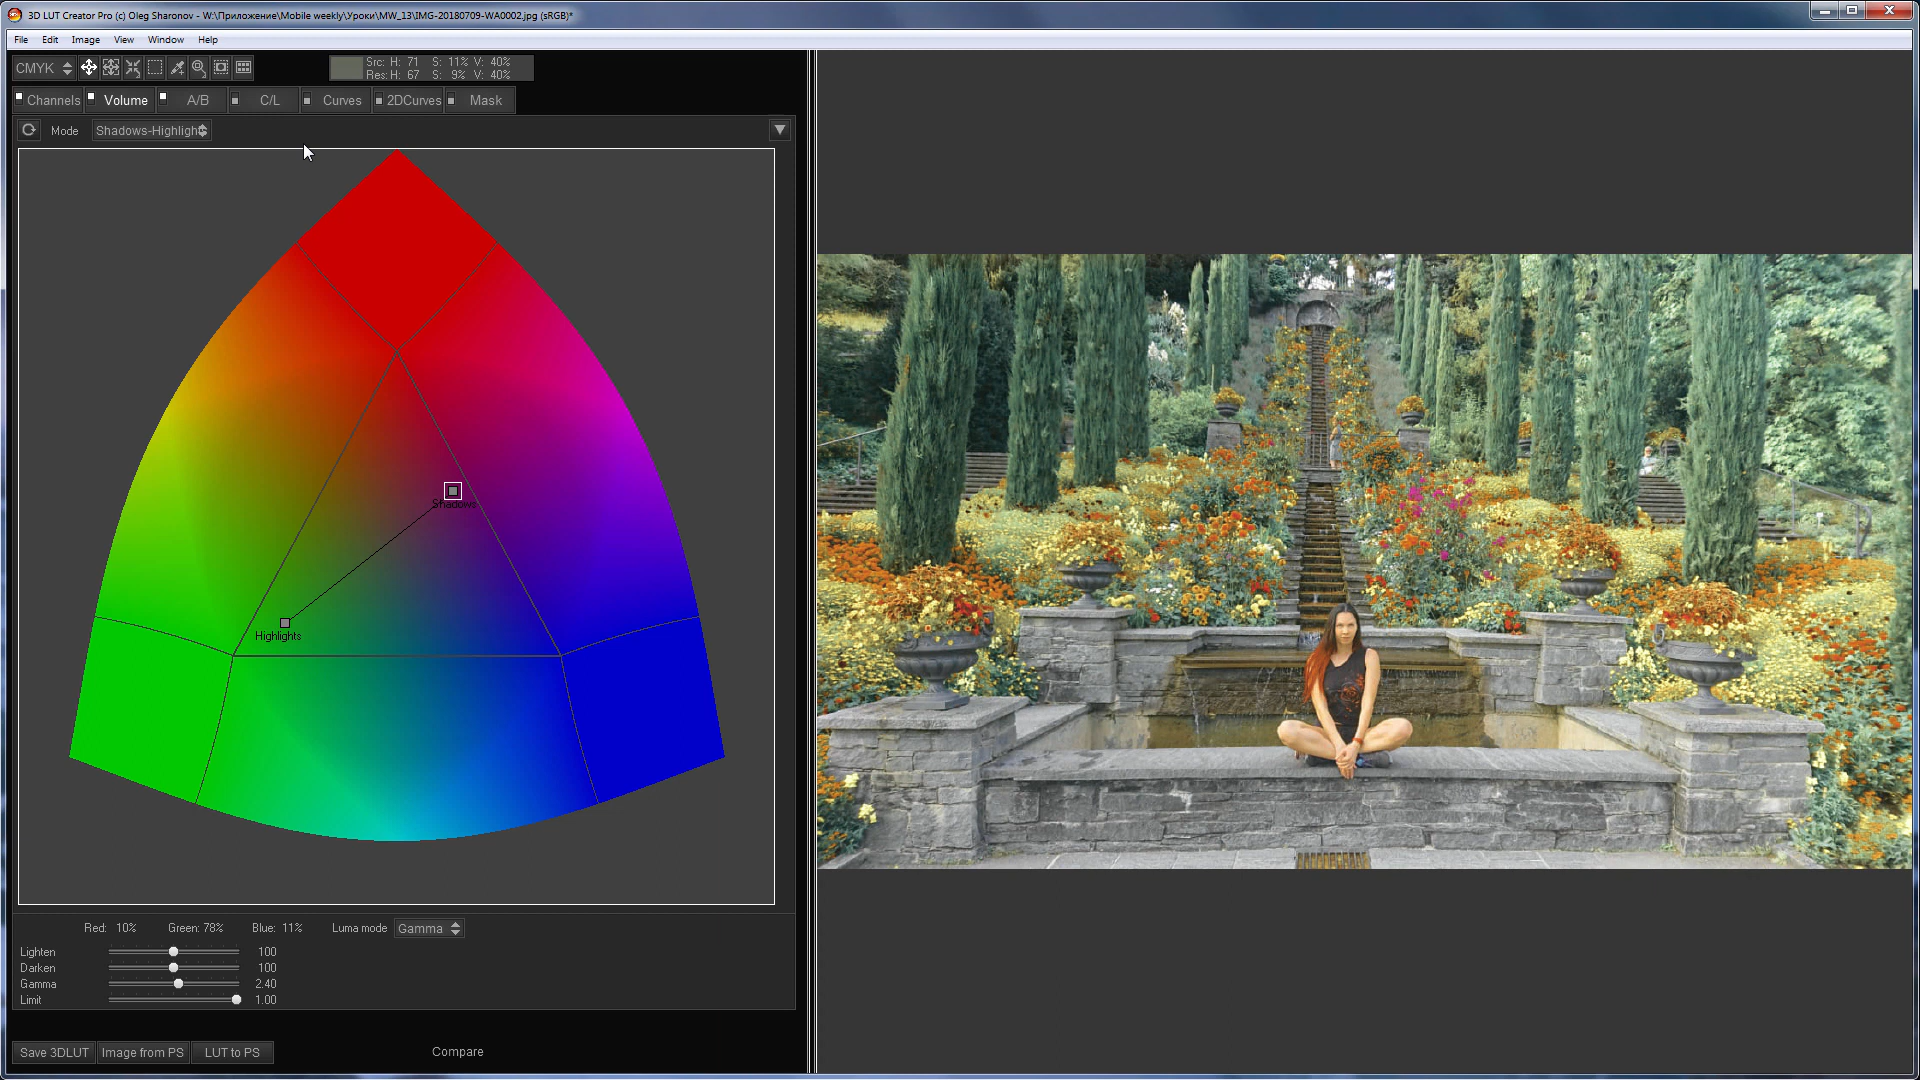 3D LUT Creator Pro (c) Oleg Sharonov - W:\Приложение\Mobile weekly\Уроки\MW_13\IMG-20180709-WA0002.jpg (sRGB)*
File Edit Image View Window Help
CMYK
Src: H: 71 S: 11% V: 40%
Res: H: 67 S: 9% V: 40%
Channels Volume A/B C/L Curves 2DCurves Mask
Mode Shadows-Highlight
Shadows
Highlights
Red: 10% Green: 78% Blue: 11% Luma mode Gamma
Lighten 100
Darken 100
Gamma 2.40
Limit 1.00
Save 3DLUT Image from PS LUT to PS Compare